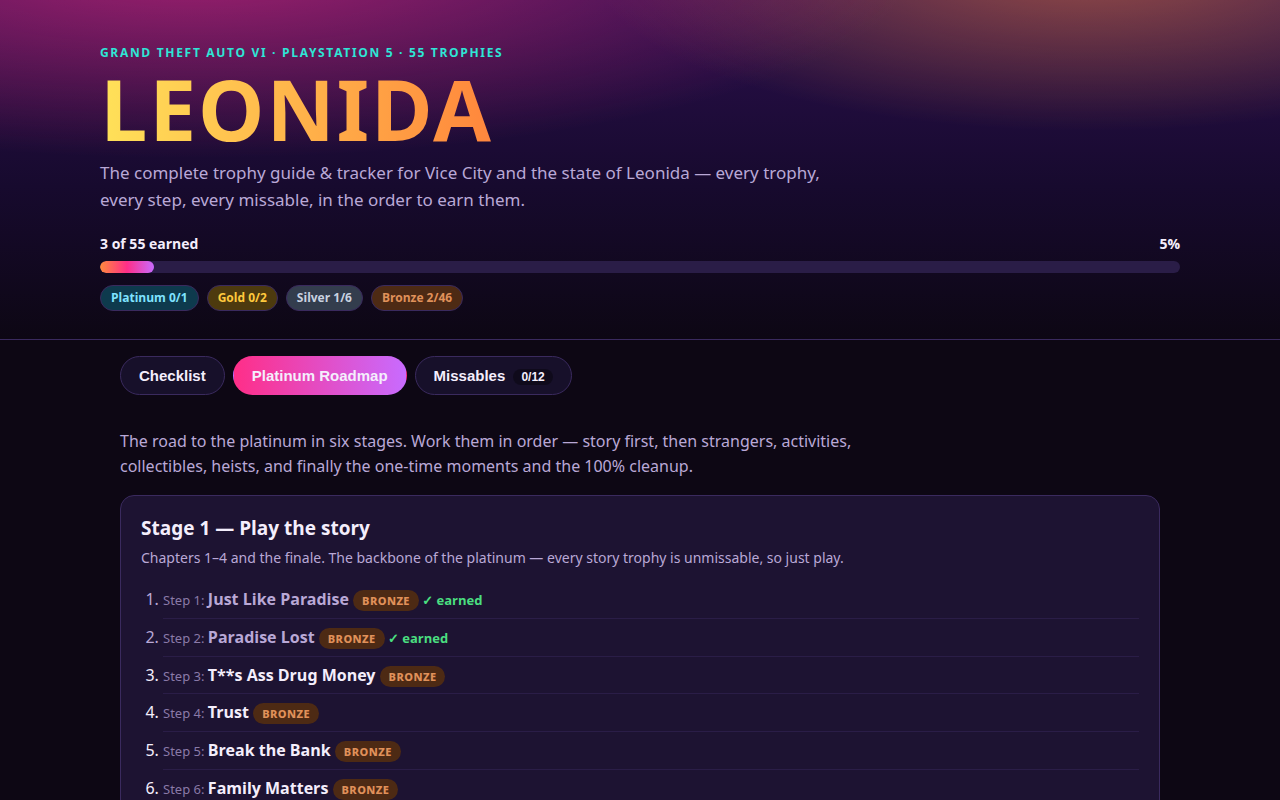 GRAND THEFT AUTO VI · PLAYSTATION 5 · 55 TROPHIES
LEONIDA
The complete trophy guide & tracker for Vice City and the state of Leonida — every trophy,
every step, every missable, in the order to earn them.
3 of 55 earned 5%
Platinum 0/1 Gold 0/2 Silver 1/6 Bronze 2/46
Checklist Platinum Roadmap Missables 0/12
The road to the platinum in six stages. Work them in order — story first, then strangers, activities,
collectibles, heists, and finally the one-time moments and the 100% cleanup.
Stage 1 — Play the story
Chapters 1–4 and the finale. The backbone of the platinum — every story trophy is unmissable, so just play.
1. Step 1: Just Like Paradise BRONZE ✓ earned
2. Step 2: Paradise Lost BRONZE ✓ earned
3. Step 3: T**s Ass Drug Money BRONZE
4. Step 4: Trust BRONZE
5. Step 5: Break the Bank BRONZE
6. Step 6: Family Matters BRONZE